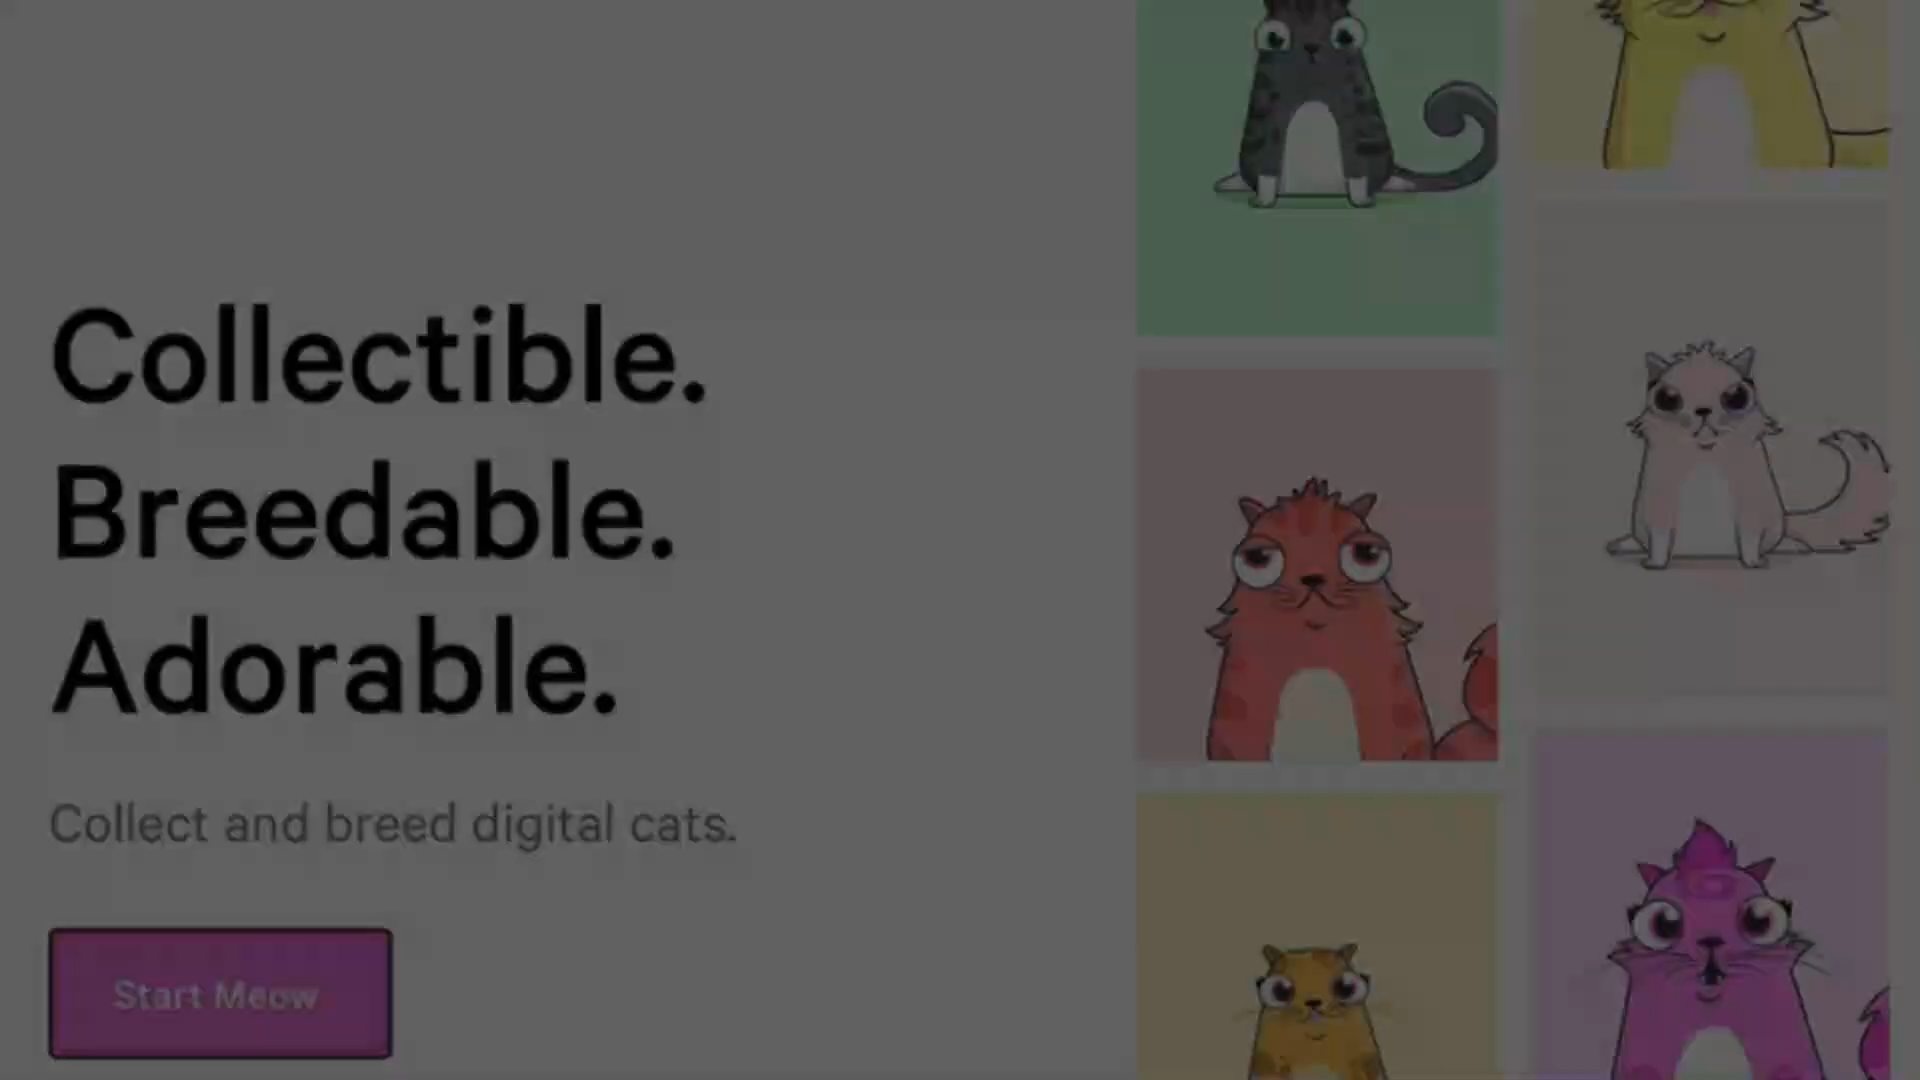 Collectible.
Breedable.
Adorable.
Collect and breed digital cats.
Start Meow